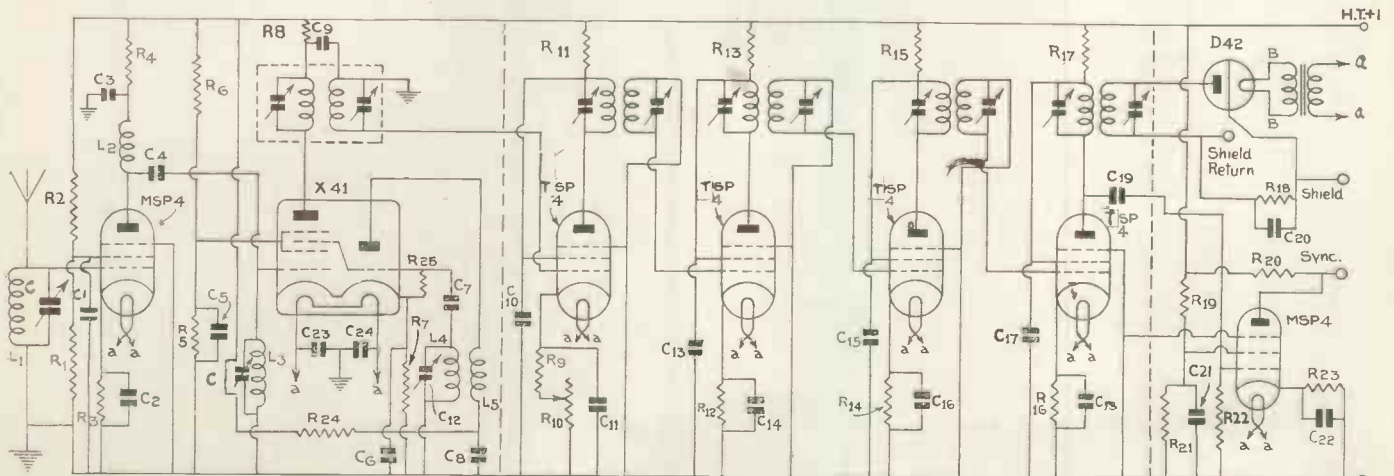 H.T.+1
R8
C9
R4
R11
R13
R15
R17
D42
B
a
C3
R6
B
a
L2
Shield
Return
C4
C19
R18
Shield
X 41
T SP
4
T SP
4
T SP
4
T SP
4
R2
MSP4
C20
R25
Sync.
R20
C
C1
C5
C7
C
10
R19
MSP4
a a
R
5
R7
L4
a a
a a
a a
a a
L1
R1
L3
C23
C24
C13
C15
C17
C
a
a
R9
C21
R23
R3
C2
C12
L5
R10
C11
R12
C14
R14
C16
R
16
C18
R22
a a
R24
R21
C22
C6
C8